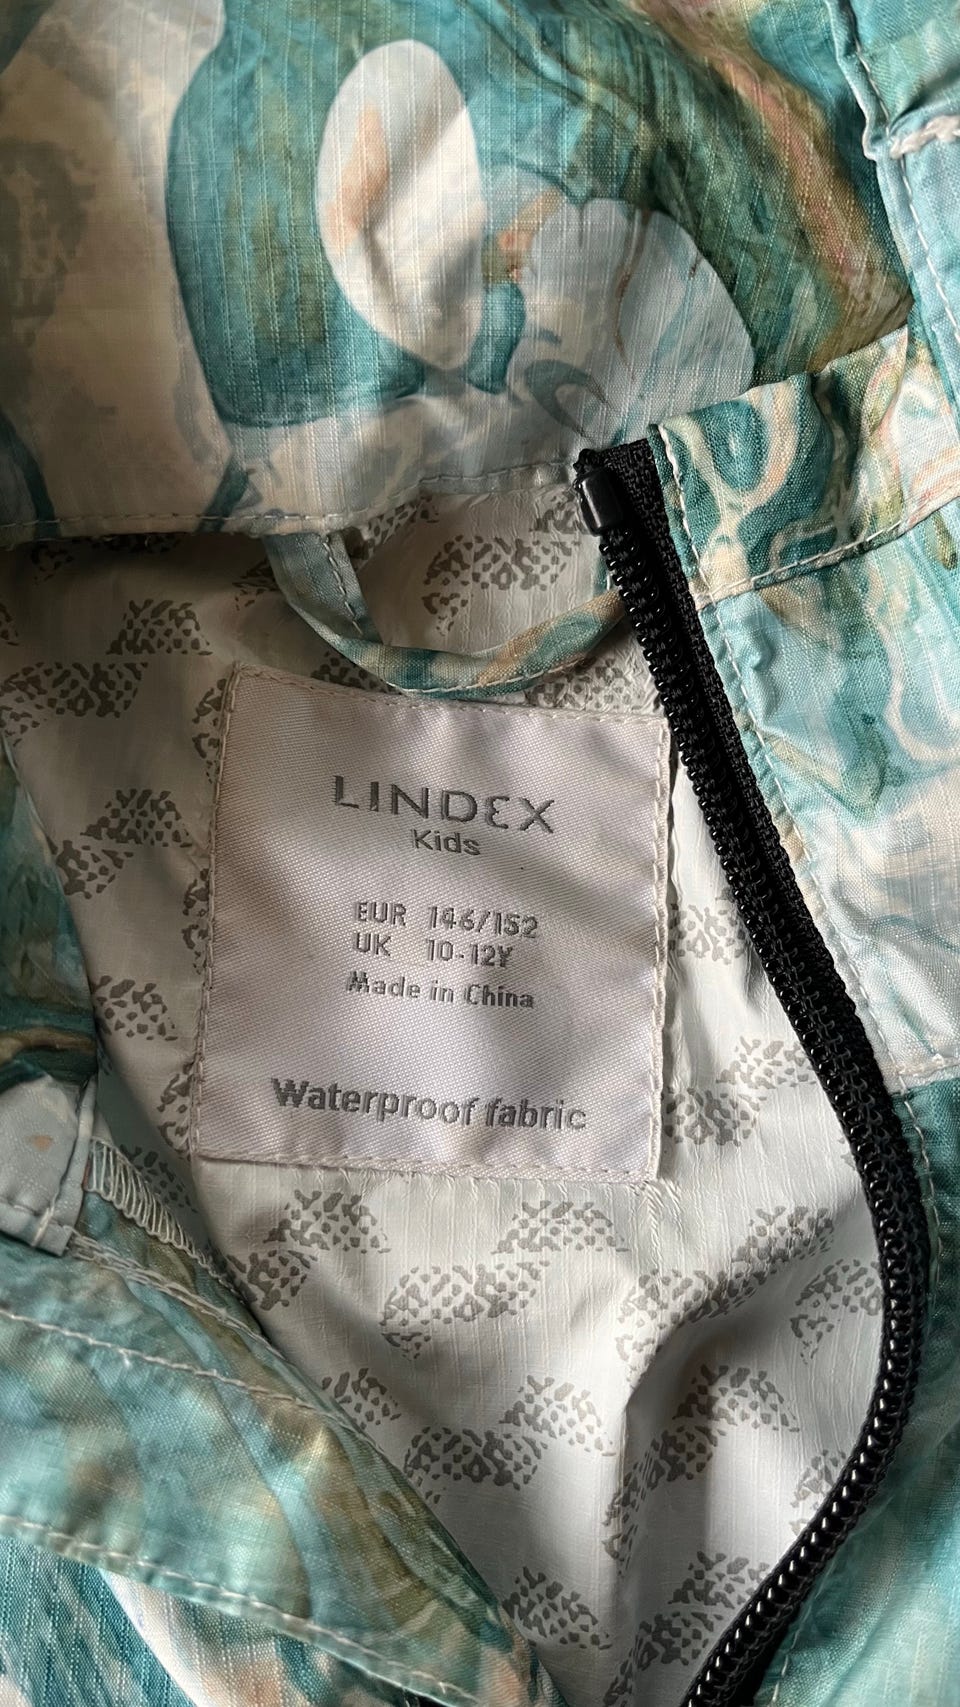 LINDEX
Kids
EUR 146/152
UK 10-12Y
Made in China
Waterproof fabric